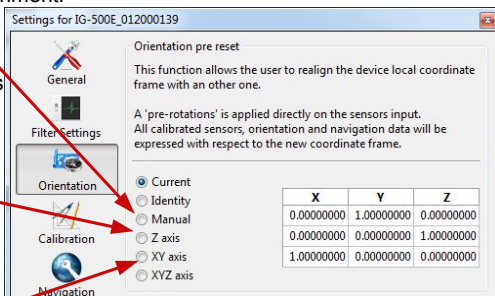 nment.
Settings for IG-500E_012000139
General
s
Filter Settings
Orientation
Calibration
Navigation
Orientation pre reset
This function allows the user to realign the device local coordinate
frame with an other one.
A 'pre-rotations' is applied directly on the sensors input.
All calibrated sensors, orientation and navigation data will be
expressed with respect to the new coordinate frame.
Current
Identity
Manual
Z axis
XY axis
XYZ axis
X Y Z
0.00000000 1.00000000 0.00000000
0.00000000 0.00000000 1.00000000
1.00000000 0.00000000 0.00000000